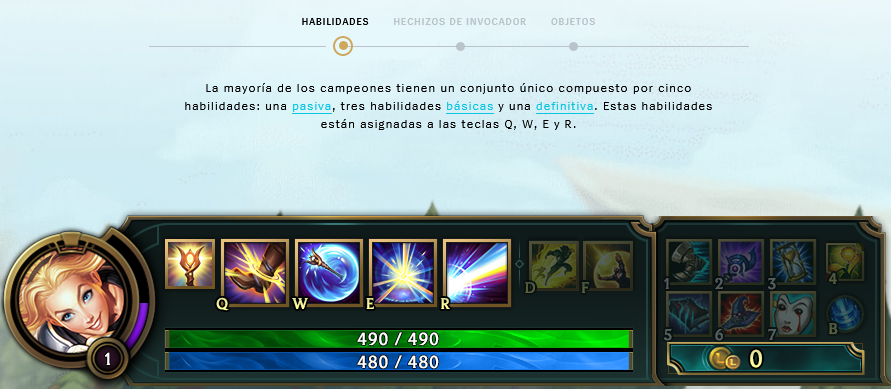 HABILIDADES HECHIZOS DE INVOCADOR OBJETOS
La mayoría de los campeones tienen un conjunto único compuesto por cinco
habilidades: una pasiva, tres habilidades básicas y una definitiva. Estas habilidades
están asignadas a las teclas Q, W, E y R.
Q W E R D F 1 2 3 4
5 6 7 B
490 / 490
480 / 480
1
0